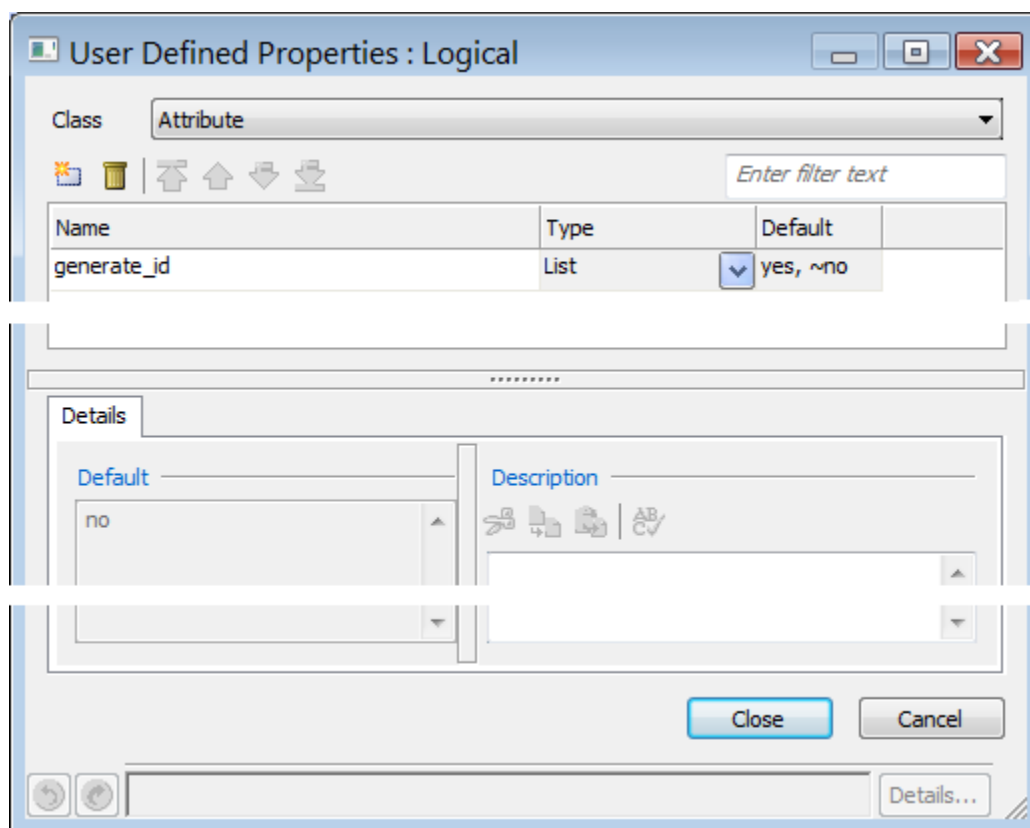 User Defined Properties : Logical
Class Attribute
Enter filter text
Name Type Default
generate_id List yes, ~no
Details
Default Description
no
ABC
Close Cancel
Details...